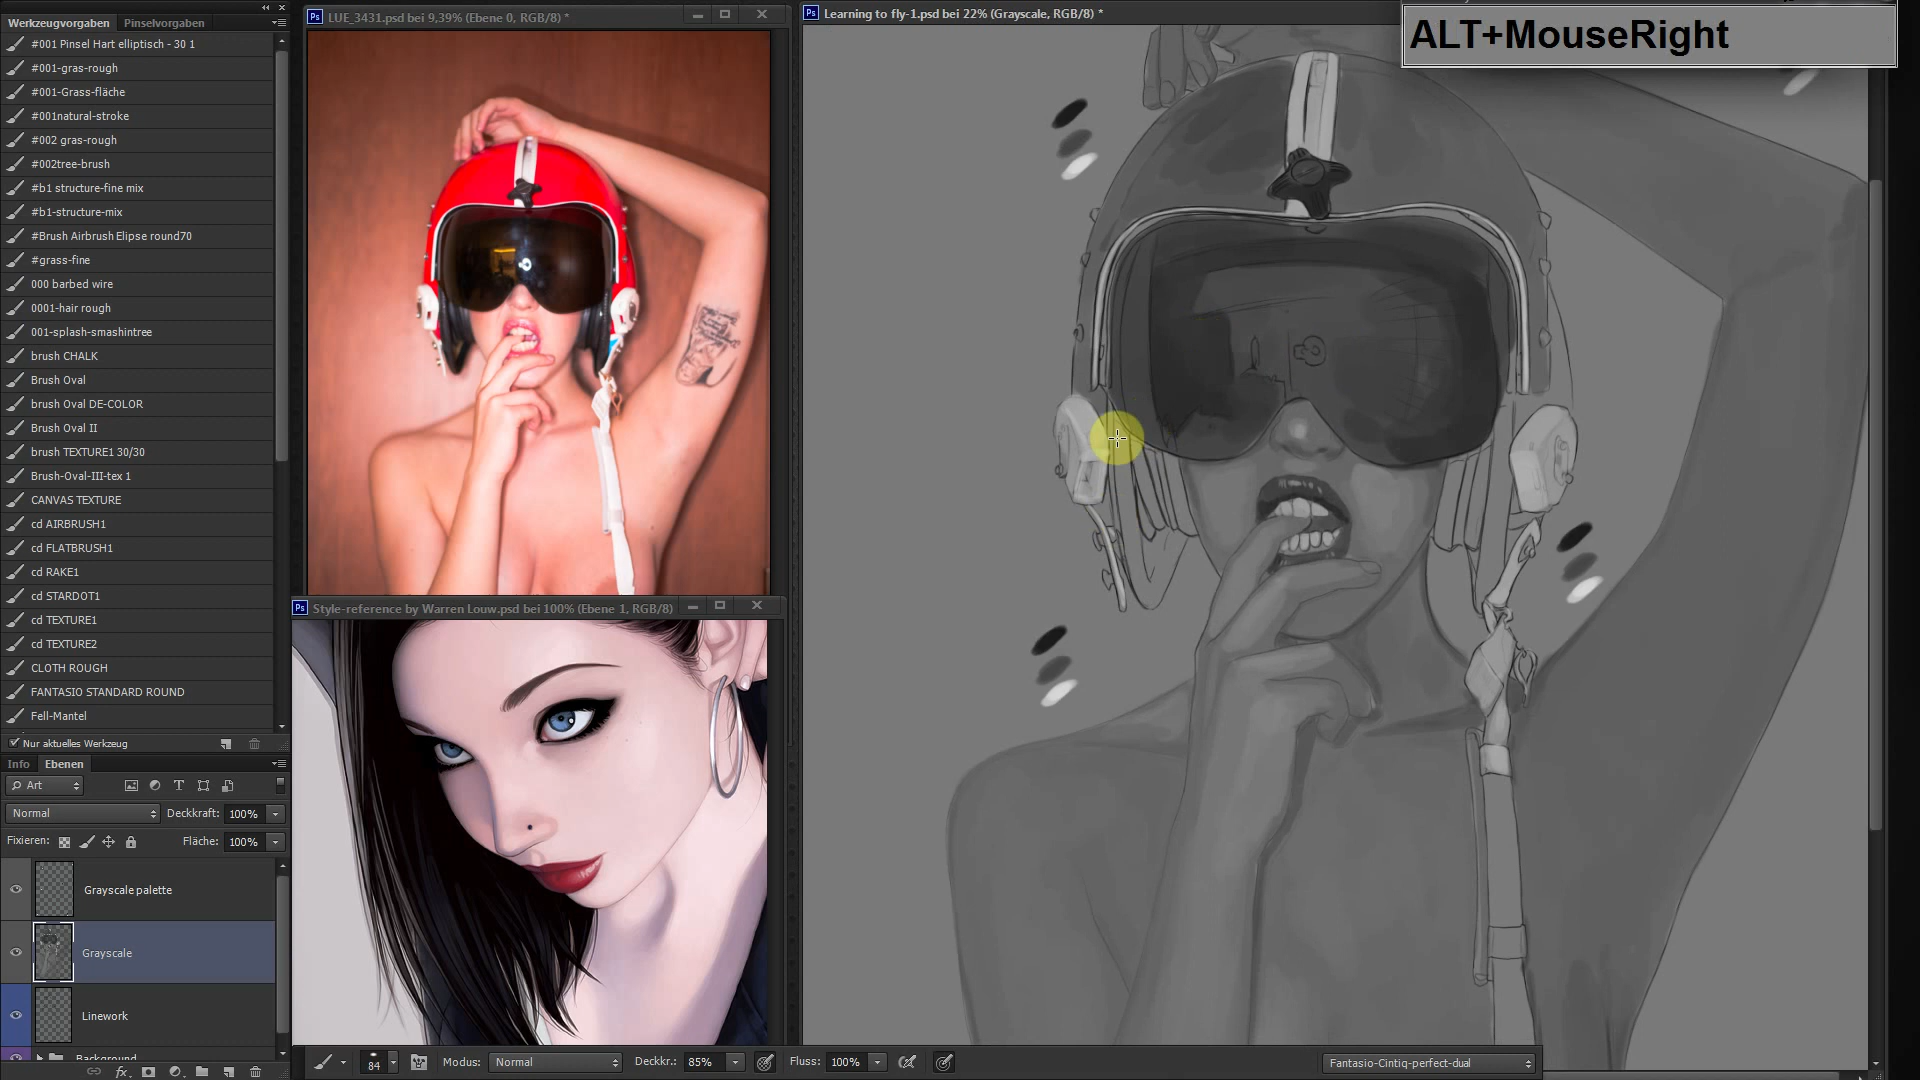 Werkzeugvorgaben
Pinselvorgaben
#001 Pinsel Hart elliptisch - 30 1
#001-gras-rough
#001-Grass-fläche
#001natural-stroke
#002 gras-rough
#002tree-brush
#b1 structure-fine mix
#b1-structure-mix
#Brush Airbrush Elipse round70
#grass-fine
000 barbed wire
0001-hair rough
001-splash-smashintree
brush CHALK
Brush Oval
brush Oval DE-COLOR
Brush Oval II
brush TEXTURE1 30/30
Brush-Oval-III-tex 1
CANVAS TEXTURE
cd AIRBRUSH1
cd FLATBRUSH1
cd RAKE1
cd STARDOT1
cd TEXTURE1
cd TEXTURE2
CLOTH ROUGH
FANTASIO STANDARD ROUND
Fell-Mantel
Nur aktuelles Werkzeug
Info
Ebenen
Art
Normal
Deckkraft: 100%
Fixieren:
Fläche: 100%
Grayscale palette
Grayscale
Linework
Background
Ps LUE_3431.psd bei 9,39% (Ebene 0, RGB/8) *
Ps Style-reference by Warren Louw.psd bei 100% (Ebene 1, RGB/8)
Ps Learning to fly-1.psd bei 22% (Grayscale, RGB/8) *
ALT+MouseRight
84
Modus: Normal
Deckkr.: 85%
Fluss: 100%
Fantasio-Cintiq-perfect-dual